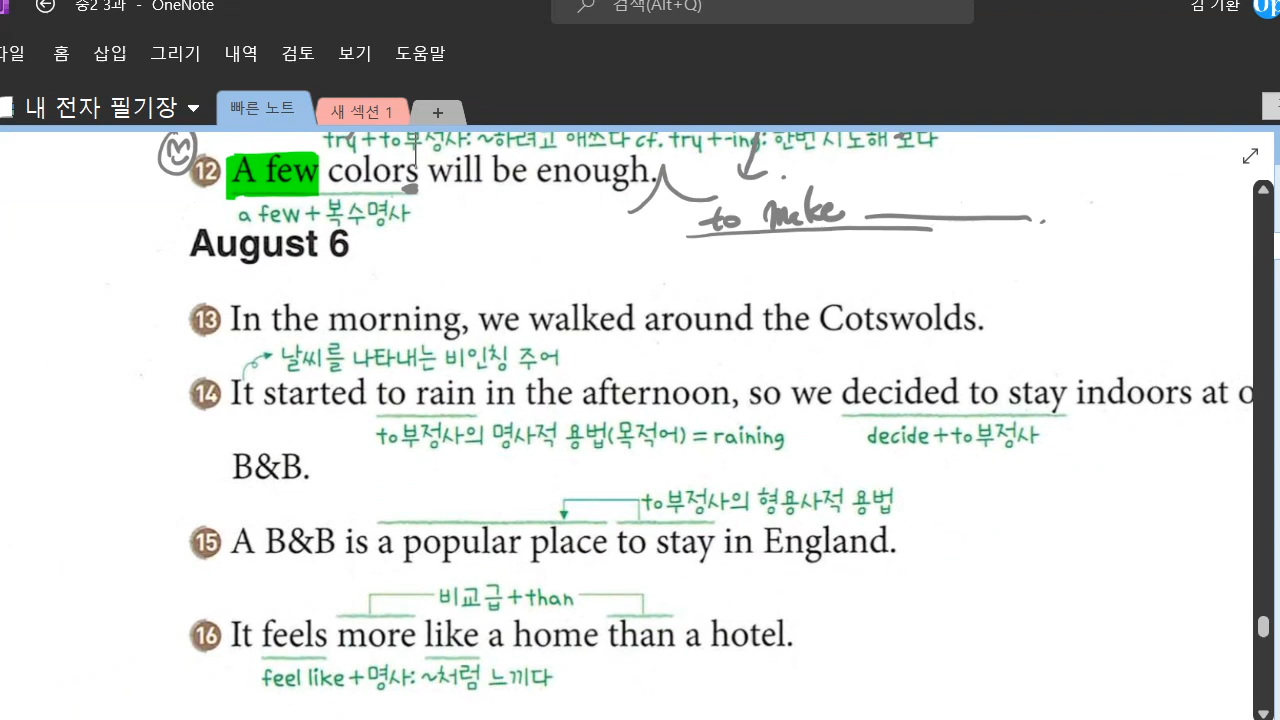 중2 3과 - OneNote
검색(Alt+Q)
김 기환
파일 홈 삽입 그리기 내역 검토 보기 도움말
내 전자 필기장 빠른 노트 새 섹션 1 +
try+to부정사: ~하려고 애쓰다 cf. try+-ing: 한번 시도해 보다
12 A few colors will be enough.
a few+복수명사
to make
August 6
13 In the morning, we walked around the Cotswolds.
날씨를 나타내는 비인칭 주어
14 It started to rain in the afternoon, so we decided to stay indoors at o
to부정사의 명사적 용법(목적어) = raining decide+to부정사
B&B.
to부정사의 형용사적 용법
15 A B&B is a popular place to stay in England.
비교급+than
16 It feels more like a home than a hotel.
feel like+명사: ~처럼 느끼다